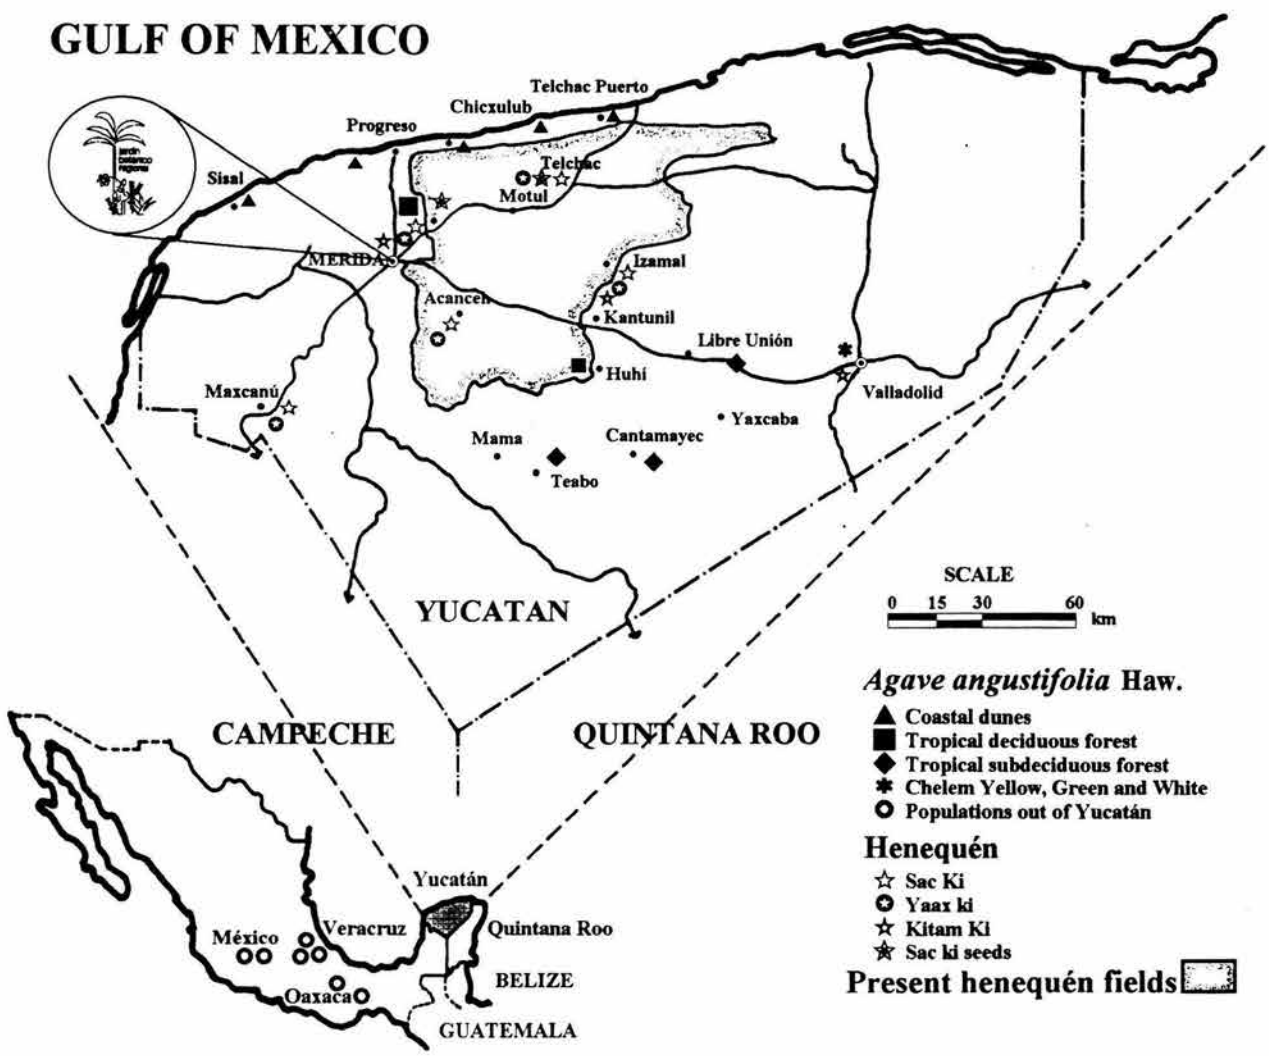 GULF OF MEXICO
Telchac Puerto
Chicxulub
Progreso
jardin
botánico
regional
Sisal
Telchac
Motul
MERIDA
Izamal
Acanceh
Kantunil
Libre Unión
Huhí
Valladolid
Maxcanú
Yaxcaba
Mama
Cantamayec
Teabo
SCALE
0 15 30 60
km
YUCATAN
CAMPECHE
QUINTANA ROO
Agave angustifolia Haw.
Coastal dunes
Tropical deciduous forest
Tropical subdeciduous forest
Chelem Yellow, Green and White
Populations out of Yucatán
Henequén
Sac Ki
Yaax ki
Kitam Ki
Sac ki seeds
Present henequén fields
Yucatán
Veracruz
Quintana Roo
México
Oaxaca
BELIZE
GUATEMALA